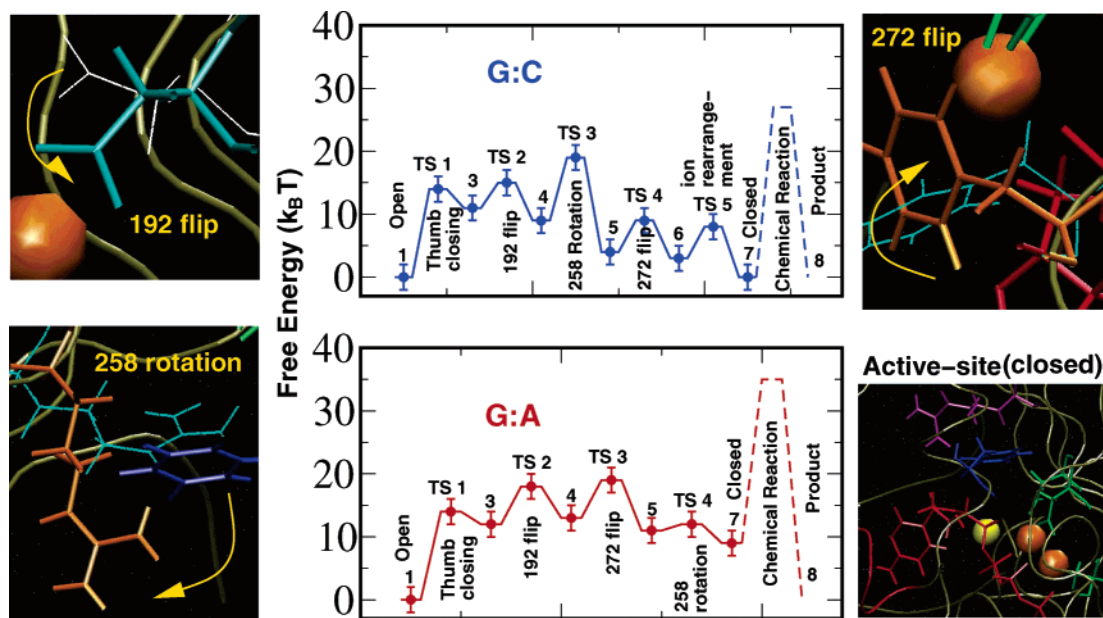 192 flip
258 rotation
Free Energy (k_B T)
40
30
20
10
0
G:C
1
Open
TS 1
Thumb
closing
3
TS 2
192 flip
4
TS 3
258 Rotation
5
TS 4
272 flip
6
ion
rearrange-
ment
TS 5
7
Closed
Chemical Reaction
Product
8
40
30
20
10
0
G:A
1
Open
TS 1
Thumb
closing
3
TS 2
192 flip
4
TS 3
272 flip
5
TS 4
258
rotation
7
Closed
Chemical Reaction
Product
8
272 flip
Active-site(closed)